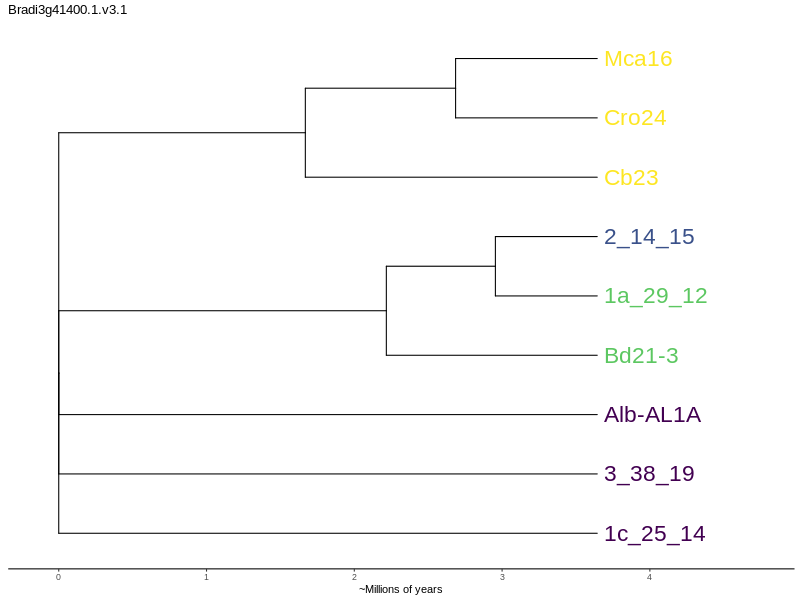 Bradi3g41400.1.v3.1
Mca16
Cro24
Cb23
2_14_15
1a_29_12
Bd21-3
Alb-AL1A
3_38_19
1c_25_14
0 1 2 3 4
~Millions of years